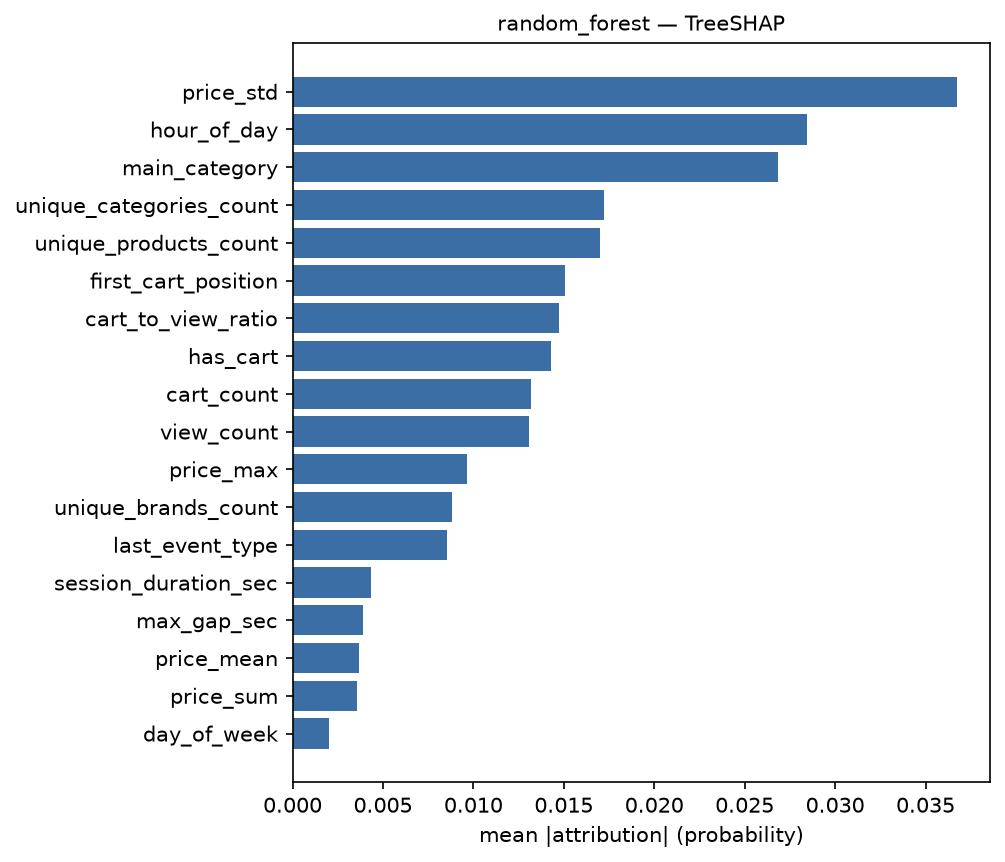 random_forest — TreeSHAP
price_std
hour_of_day
main_category
unique_categories_count
unique_products_count
first_cart_position
cart_to_view_ratio
has_cart
cart_count
view_count
price_max
unique_brands_count
last_event_type
session_duration_sec
max_gap_sec
price_mean
price_sum
day_of_week
0.000 0.005 0.010 0.015 0.020 0.025 0.030 0.035
mean |attribution| (probability)